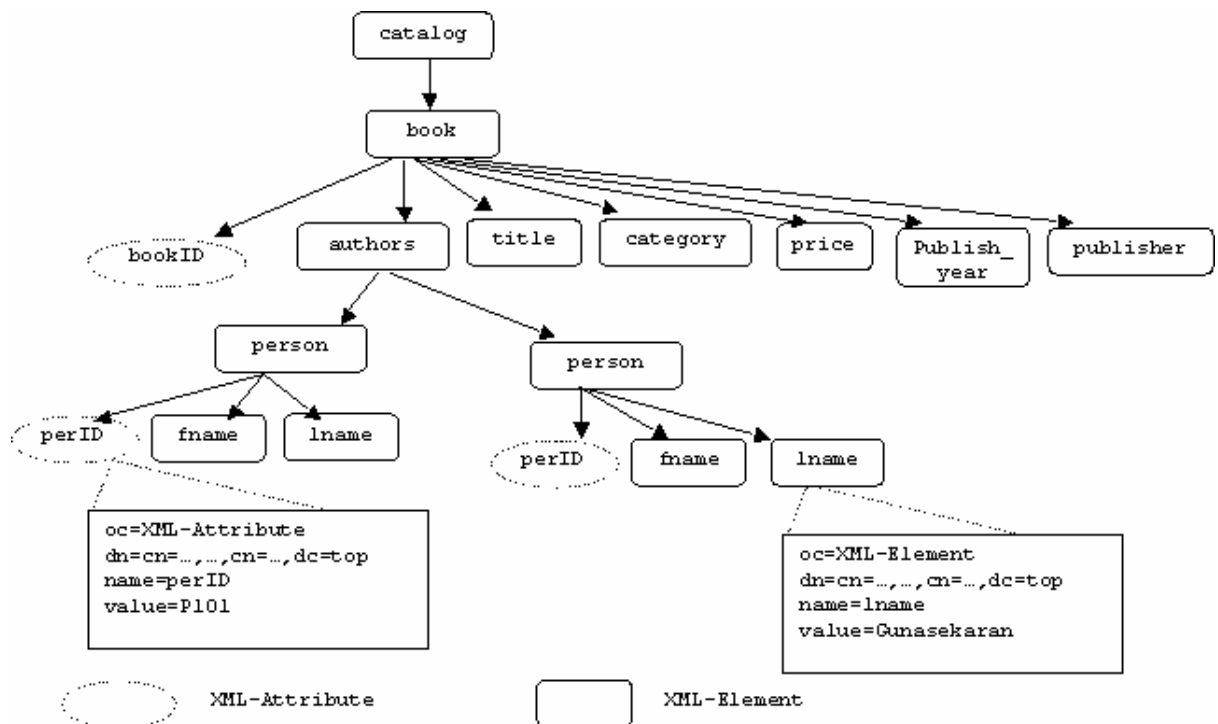 catalog
book
bookID
authors
title
category
price
Publish_
year
publisher
person
person
perID
fname
lname
perID
fname
lname
oc=XML-Attribute
dn=cn=…,…,cn=…,dc=top
name=perID
value=P101
oc=XML-Element
dn=cn=…,…,cn=…,dc=top
name=lname
value=Gunasekaran
XML-Attribute
XML-Element